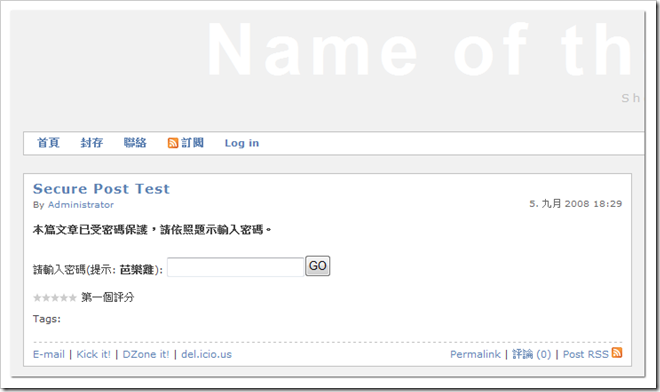 Name of th
Sh
首頁 封存 聯絡 訂閱 Log in
Secure Post Test
By Administrator 5. 九月 2008 18:29
本篇文章已受密碼保護，請依照題示輸入密碼。
請輸入密碼(提示: 芭樂雞): GO
第一個評分
Tags:
E-mail | Kick it! | DZone it! | del.icio.us Permalink | 評論 (0) | Post RSS